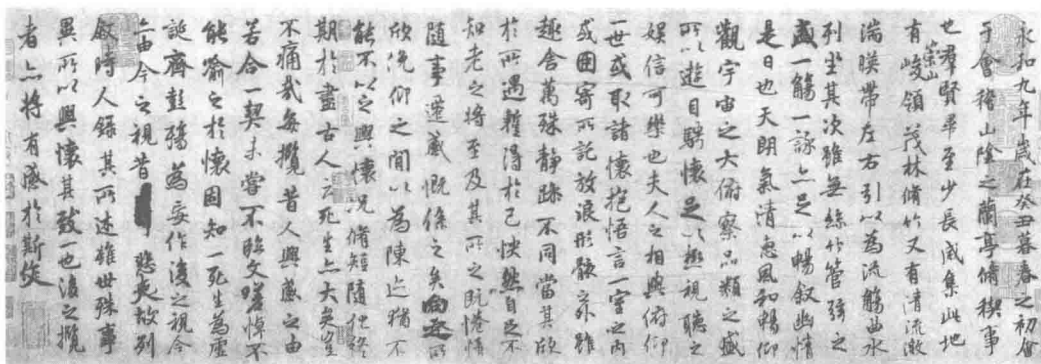 永和九年歲在癸丑暮春之初會
于會稽山陰之蘭亭脩稧事
也羣賢畢至少長咸集此地
有崇山峻領茂林脩竹又有清流激
湍暎帶左右引以為流觴曲水
列坐其次雖無絲竹管弦之
盛一觴一詠亦足以暢敘幽情
是日也天朗氣清惠風和暢仰
觀宇宙之大俯察品類之盛
所以遊目騁懷足以極視聽之
娛信可樂也夫人之相與俯仰
一世或取諸懷抱悟言一室之內
或因寄所託放浪形骸之外雖
趣舍萬殊靜躁不同當其欣
於所遇蹔得於己怏然自足不
知老之將至及其所之既惓情
隨事遷感慨係之矣向之所
欣俛仰之閒以為陳迹猶不
能不以之興懷況脩短隨化終
期於盡古人云死生亦大矣豈
不痛哉每攬昔人興感之由
若合一契未嘗不臨文嗟悼不
能喻之於懷固知一死生為虛
誕齊彭殤為妄作後之視今
亦由今之視昔悲夫故列
敘時人錄其所述雖世殊事
異所以興懷其致一也後之攬
者亦將有感於斯文